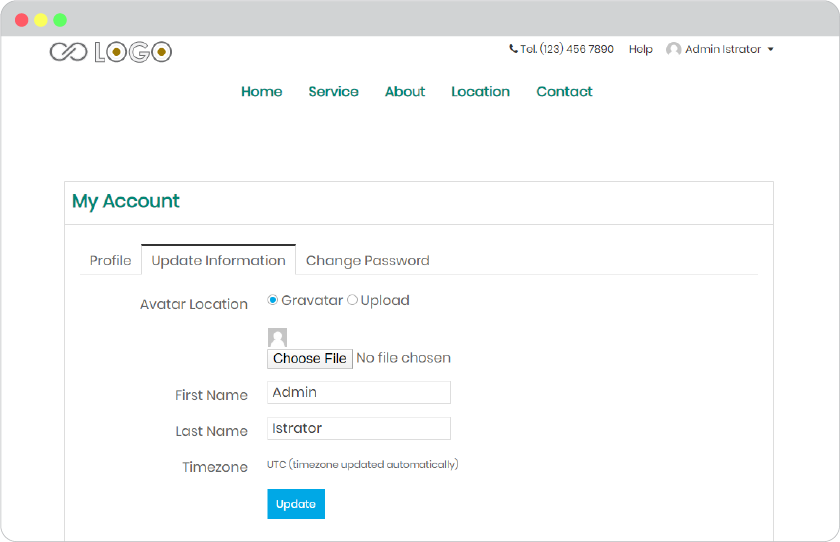 LOGO Tel. (123) 456 7890 Help Admin Istrator
Home Service About Location Contact
My Account
Profile Update Information Change Password
Avatar Location Gravatar Upload
Choose File No file chosen
First Name Admin
Last Name Istrator
Timezone UTC (timezone updated automatically)
Update